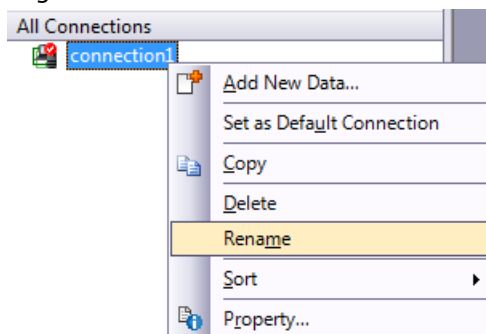 All Connections
connection1
Add New Data...
Set as Default Connection
Copy
Delete
Rename
Sort
Property...